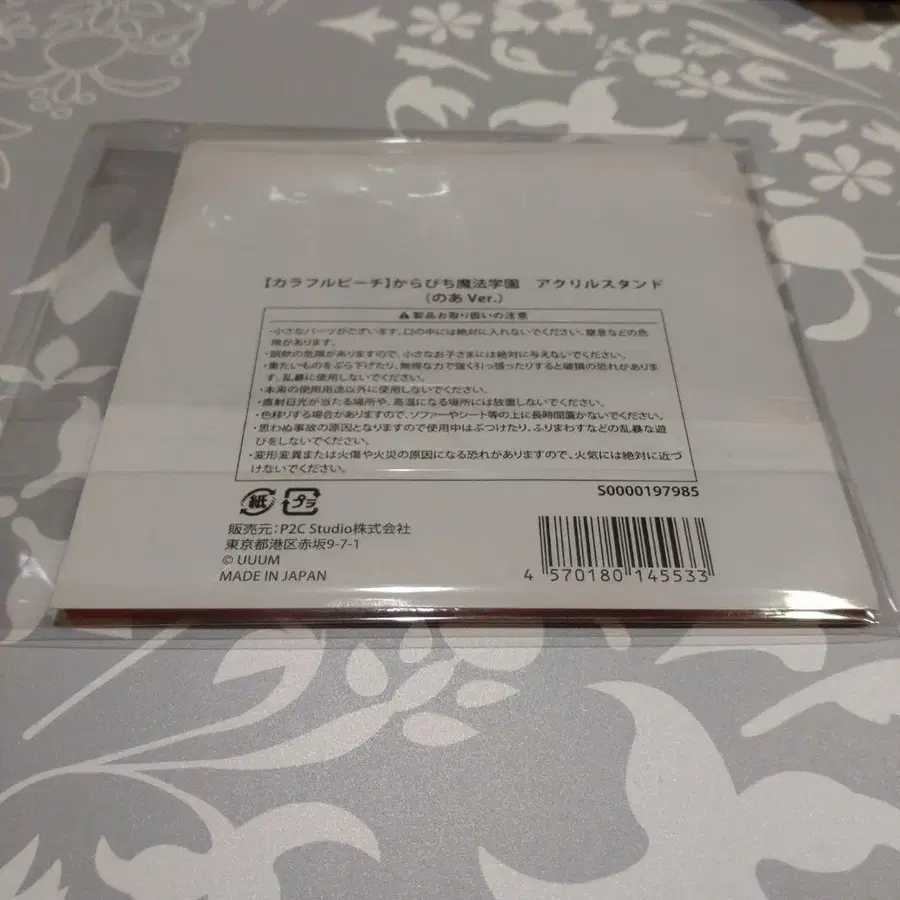 【カラフルピーチ】からぴち魔法学園　アクリルスタンド
（のあ Ver.）
⚠製品お取り扱いの注意
・小さなパーツがございます。口の中には絶対に入れないでください。窒息などの危
険があります。
・誤飲の危険がありますので、小さなお子さまには絶対に与えないでください。
・重たいものをぶら下げたり、無理な力で強く引っ張ったりすると破損の恐れがありま
す。乱暴に使用しないでください。
・本来の使用用途以外に使用しないでください。
・直射日光が当たる場所や、高温になる場所には放置しないでください。
・色移りする場合がありますので、ソファーやシート等の上に長時間置かないでください。
・思わぬ事故の原因となりますので使用中はぶつけたり、ふりまわすなどの乱暴な遊
びをしないでください。
・変形変異または火傷や火災の原因になる恐れがありますので、火気には絶対に近づ
けないでください。
S0000197985
紙 プラ
販売元：P2C Studio株式会社
東京都港区赤坂9-7-1
© UUUM
MADE IN JAPAN
4 570180 145533